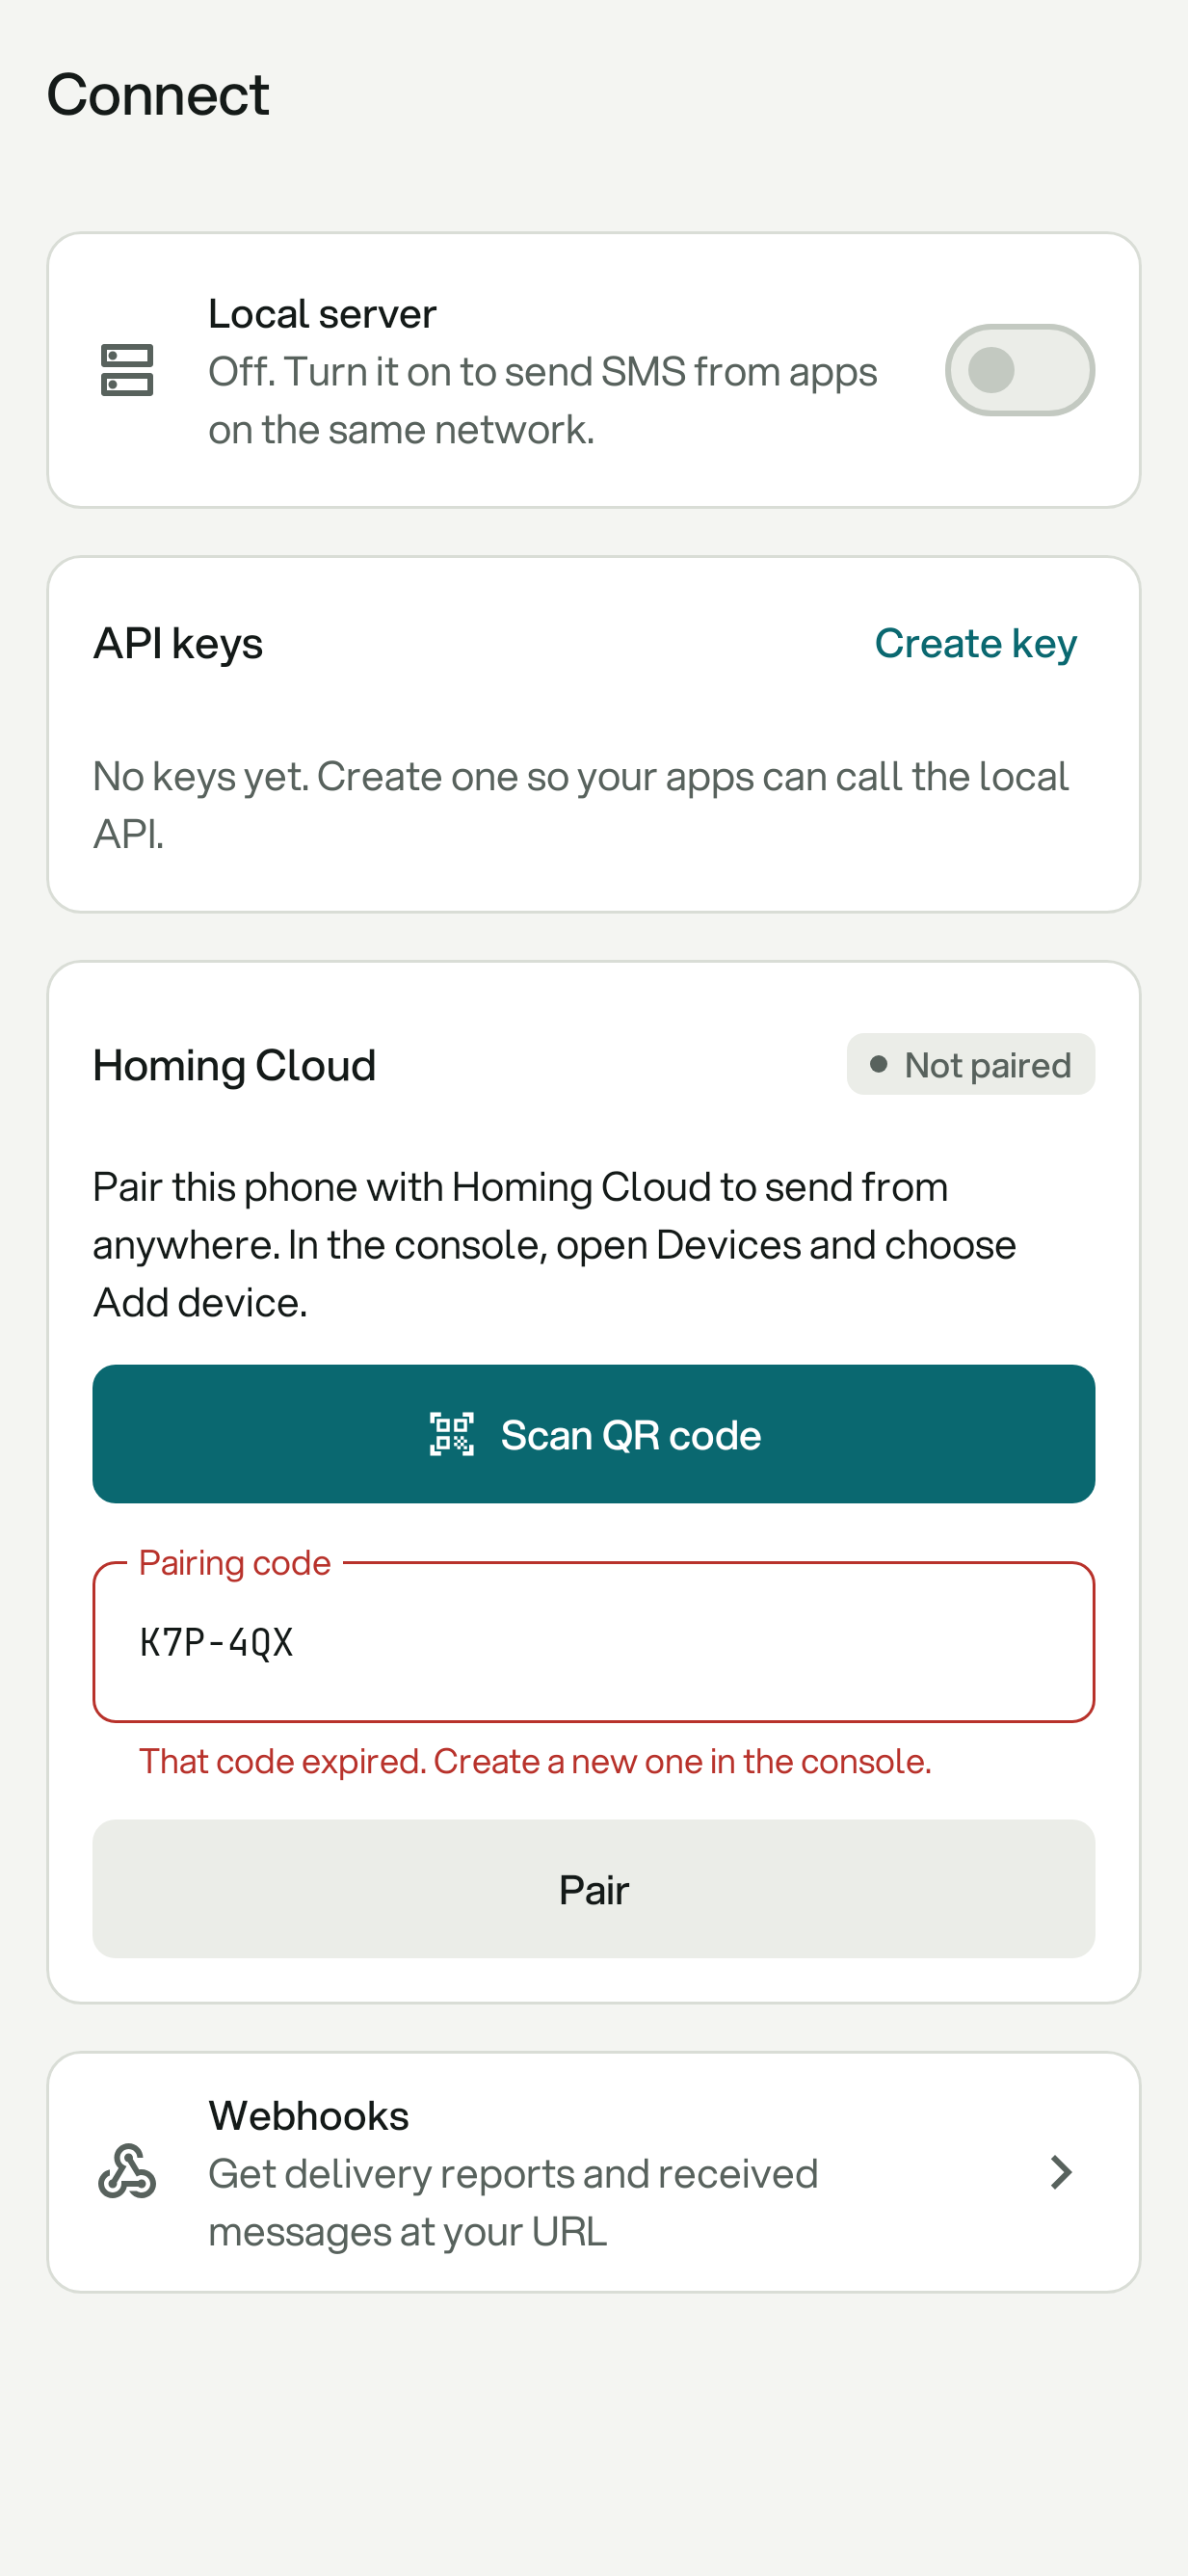 Connect
Local server
Off. Turn it on to send SMS from apps
on the same network.
API keys
Create key
No keys yet. Create one so your apps can call the local
API.
Homing Cloud
Not paired
Pair this phone with Homing Cloud to send from
anywhere. In the console, open Devices and choose
Add device.
Scan QR code
Pairing code
K7P-4QX
That code expired. Create a new one in the console.
Pair
Webhooks
Get delivery reports and received
messages at your URL